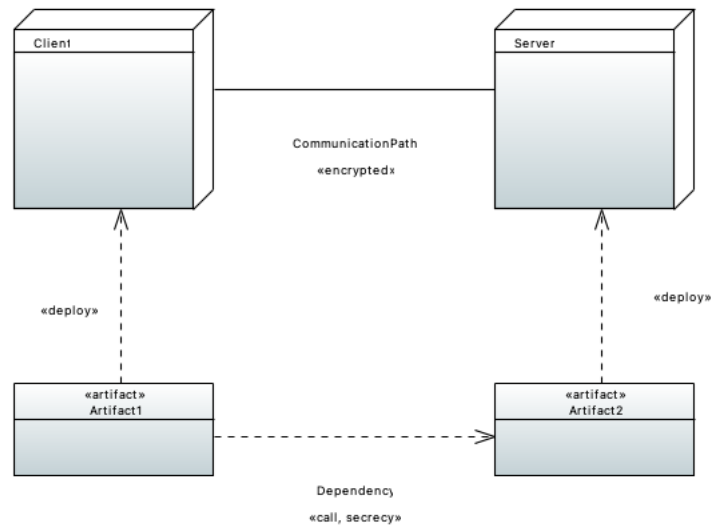 Client
Server
CommunicationPath
«encrypted»
«deploy»
«deploy»
«artifact»
Artifact1
«artifact»
Artifact2
Dependency
«call, secrecy»